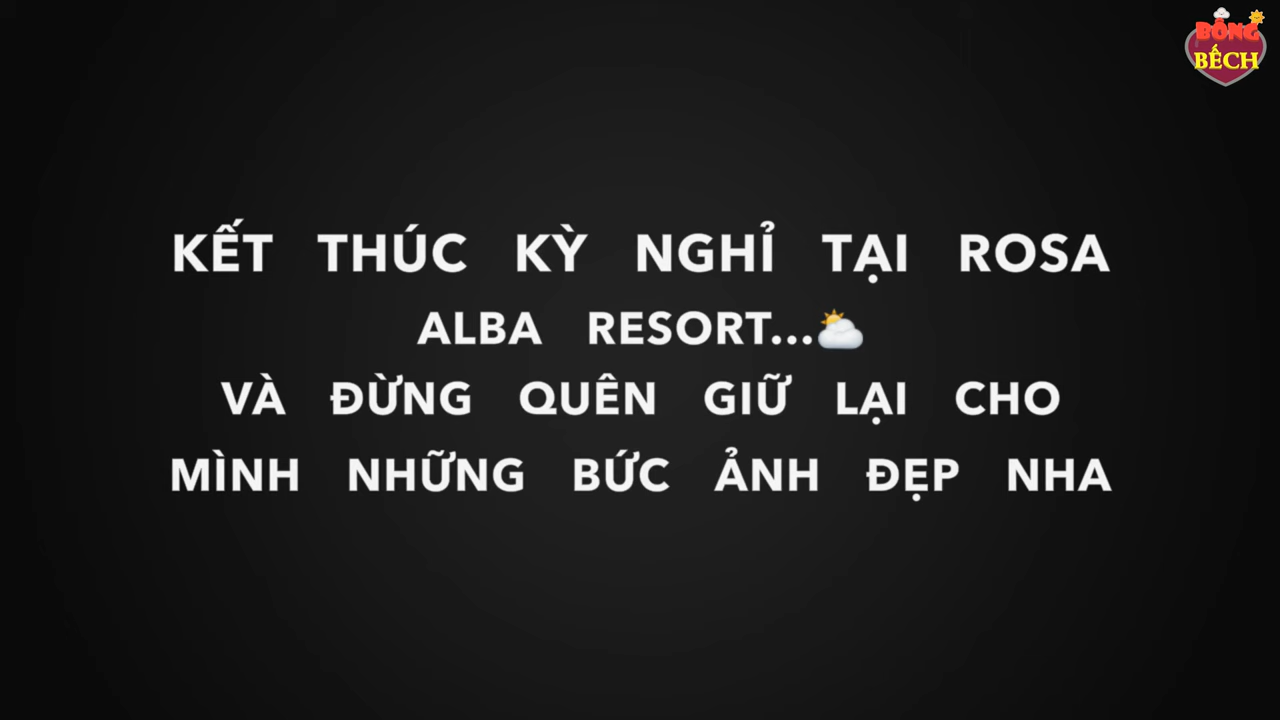 BÔNG
BẾCH
KẾT THÚC KỲ NGHỈ TẠI ROSA
ALBA RESORT...🌥️
VÀ ĐỪNG QUÊN GIỮ LẠI CHO
MÌNH NHỮNG BỨC ẢNH ĐẸP NHA